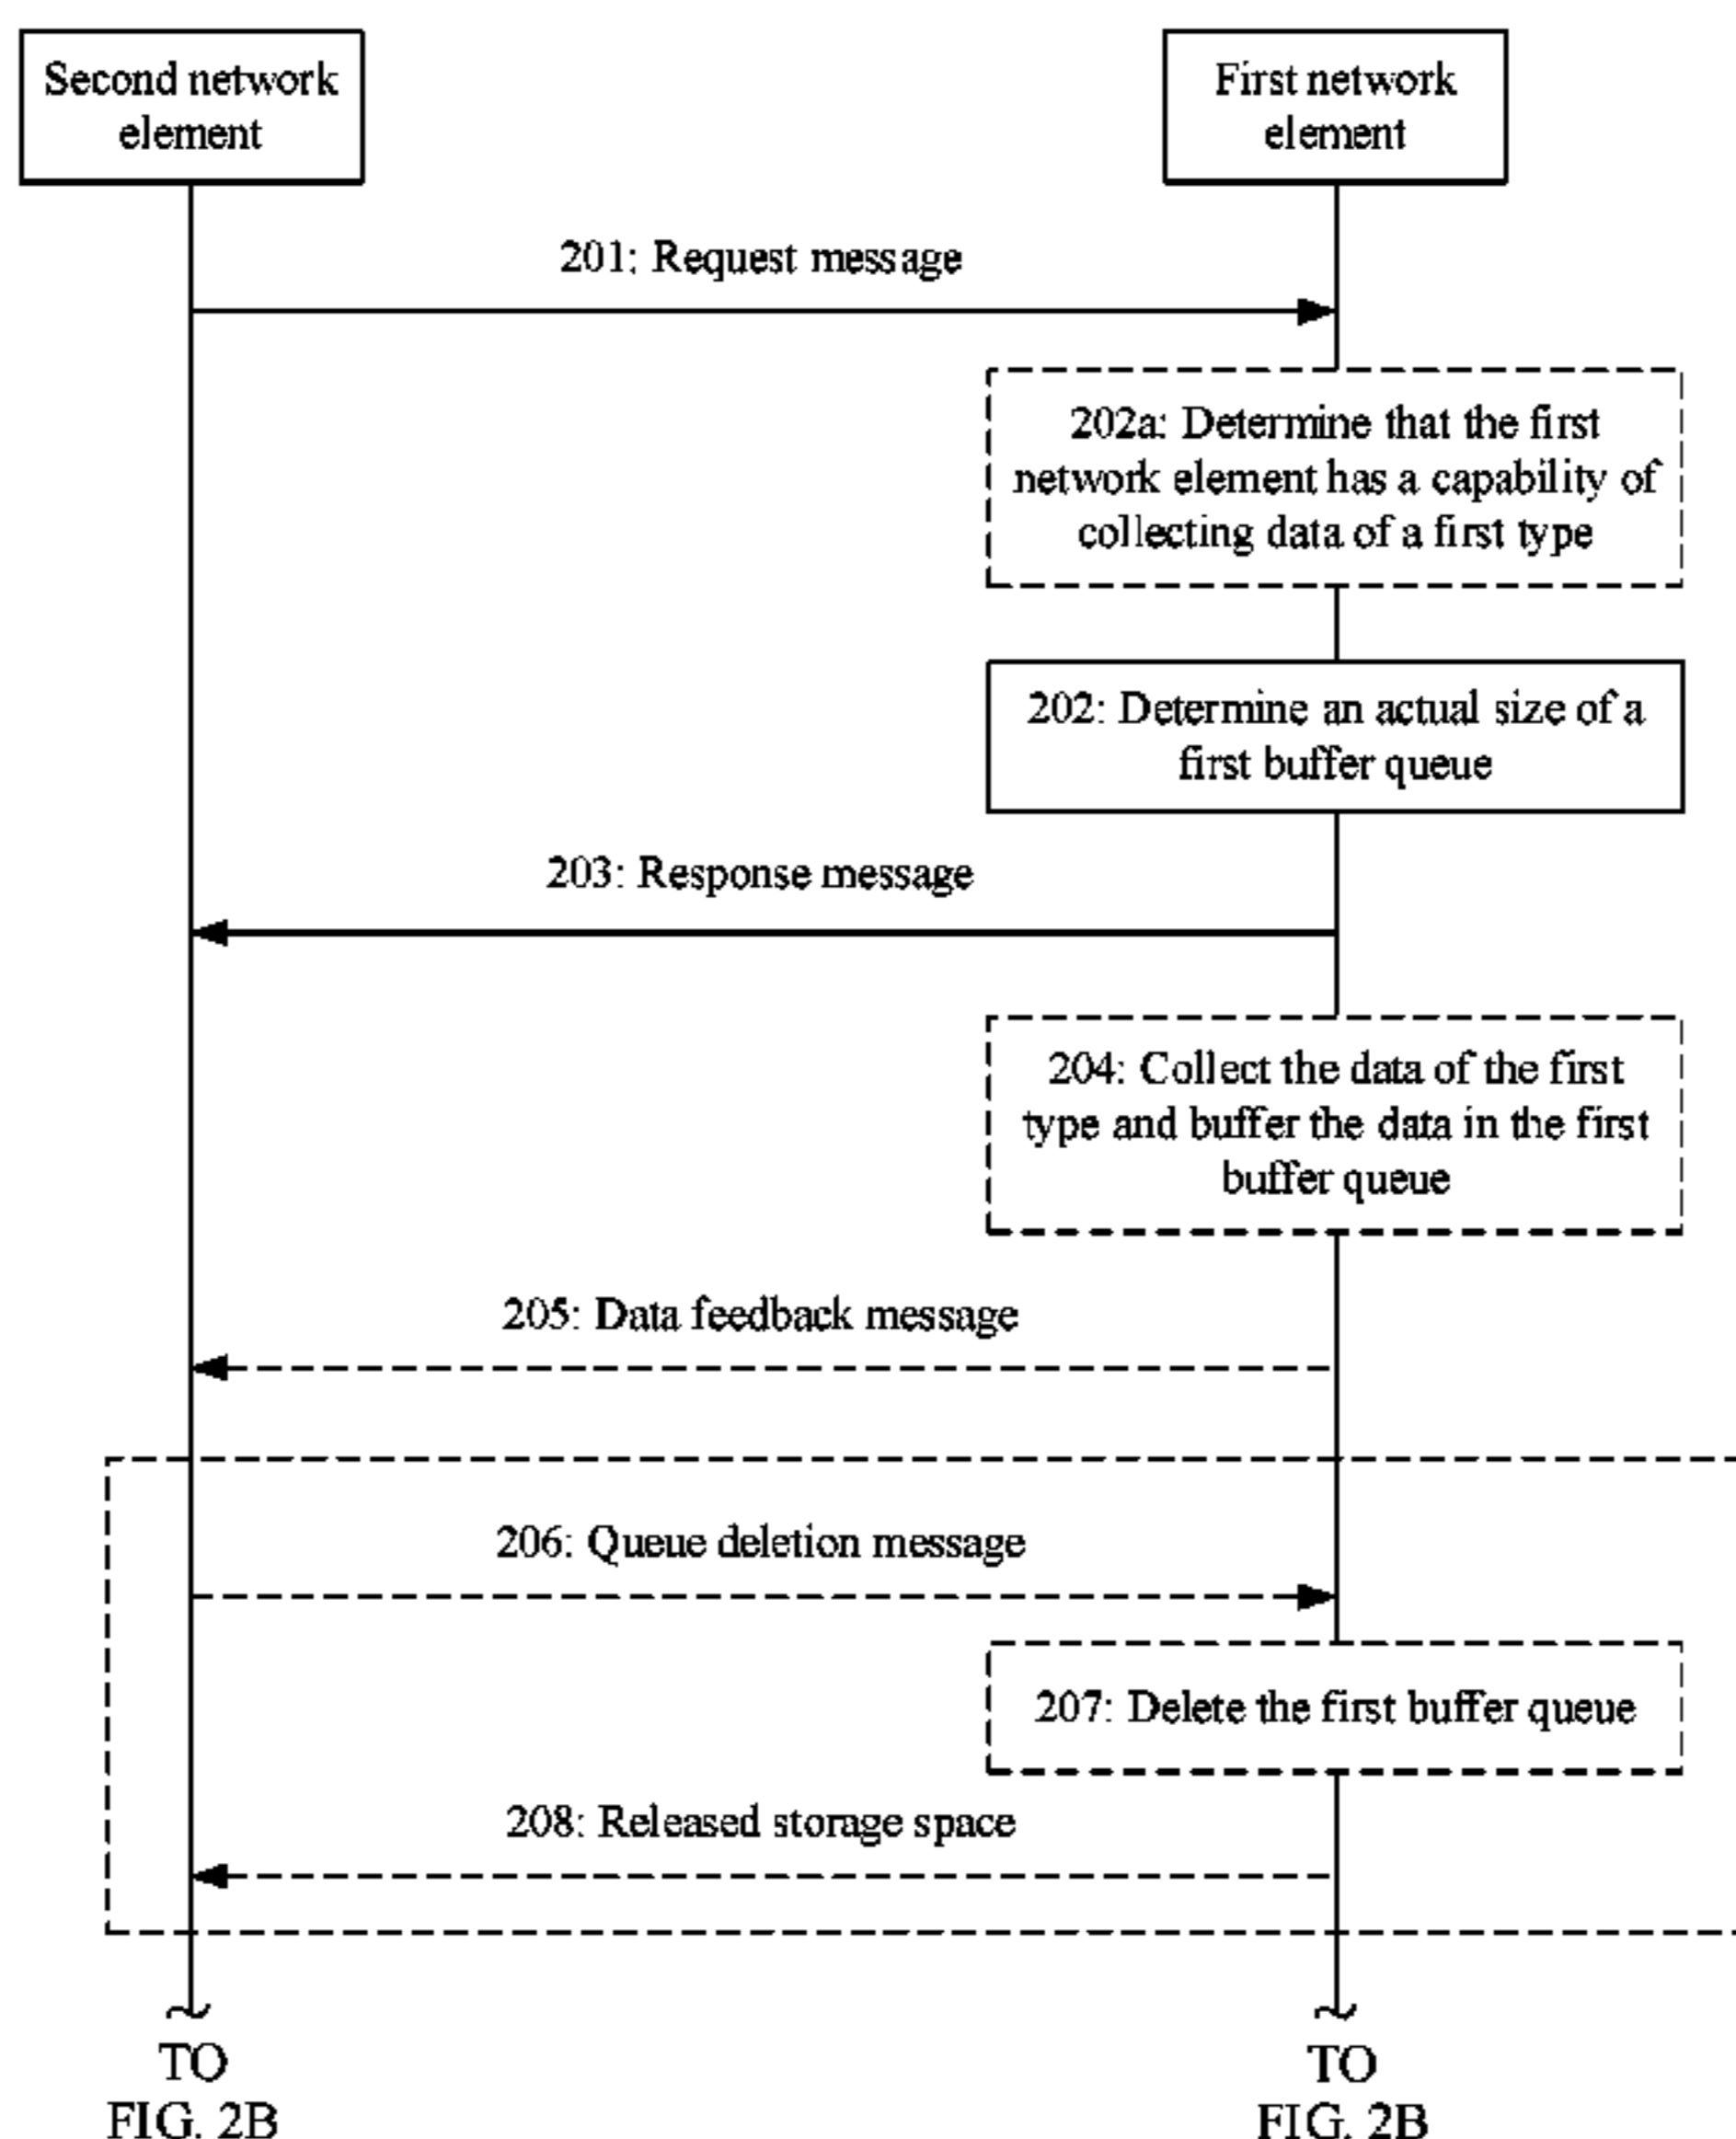 Second network
element
First network
element
201: Request message
202a: Determine that the first
network element has a capability of
collecting data of a first type
202: Determine an actual size of a
first buffer queue
203: Response message
204: Collect the data of the first
type and buffer the data in the first
buffer queue
205: Data feedback message
206: Queue deletion message
207: Delete the first buffer queue
208: Released storage space
TO
FIG. 2B
TO
FIG. 2B